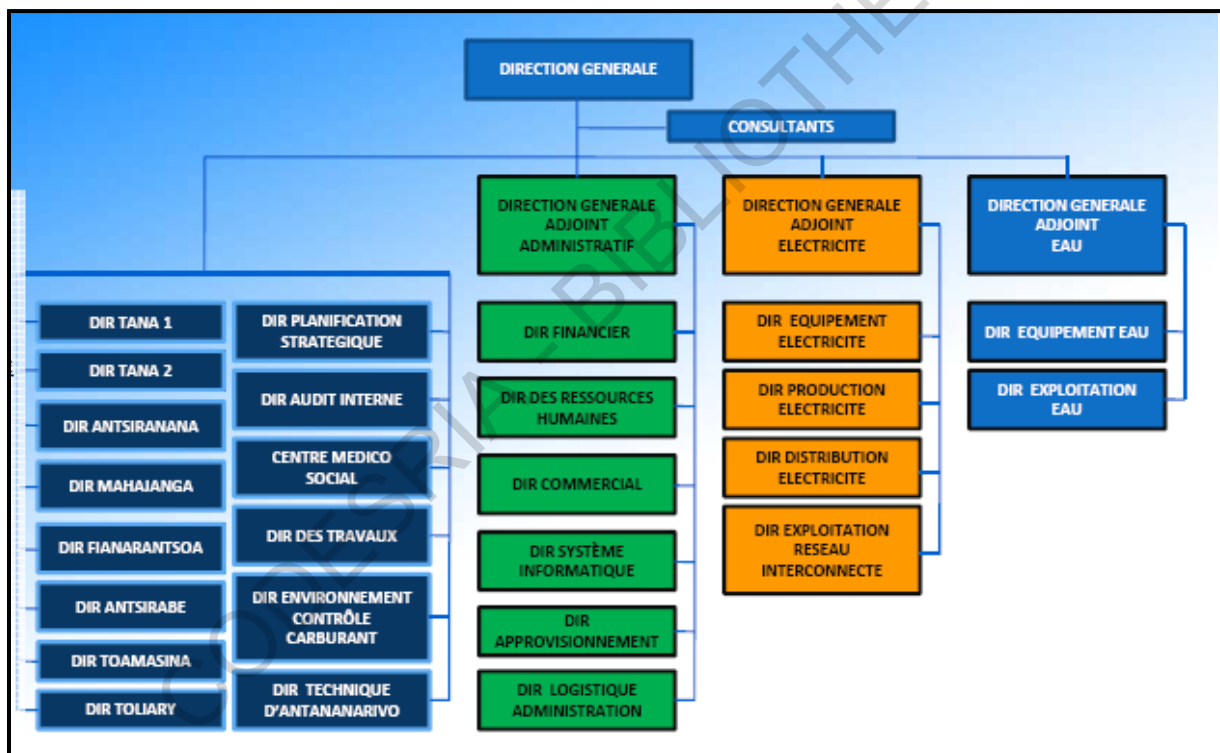 DIRECTION GENERALE
CONSULTANTS
DIR TANA 1
DIR TANA 2
DIR ANTSIRANANA
DIR MAHAJANGA
DIR FIANARANTSOA
DIR ANTSIRABE
DIR TOAMASINA
DIR TOLIARY
DIR PLANIFICATION
STRATEGIQUE
DIR AUDIT INTERNE
CENTRE MEDICO
SOCIAL
DIR DES TRAVAUX
DIR ENVIRONNEMENT
CONTRÔLE
CARBURANT
DIR TECHNIQUE
D'ANTANANARIVO
DIRECTION GENERALE
ADJOINT
ADMINISTRATIF
DIR FINANCIER
DIR DES RESSOURCES
HUMAINES
DIR COMMERCIAL
DIR SYSTÈME
INFORMATIQUE
DIR
APPROVISIONNEMENT
DIR LOGISTIQUE
ADMINISTRATION
DIRECTION GENERALE
ADJOINT
ELECTRICITE
DIR EQUIPEMENT
ELECTRICITE
DIR PRODUCTION
ELECTRICITE
DIR DISTRIBUTION
ELECTRICITE
DIR EXPLOITATION
RESEAU
INTERCONNECTE
DIRECTION GENERALE
ADJOINT
EAU
DIR EQUIPEMENT EAU
DIR EXPLOITATION
EAU
CODESRIA - BIBLIOTHE